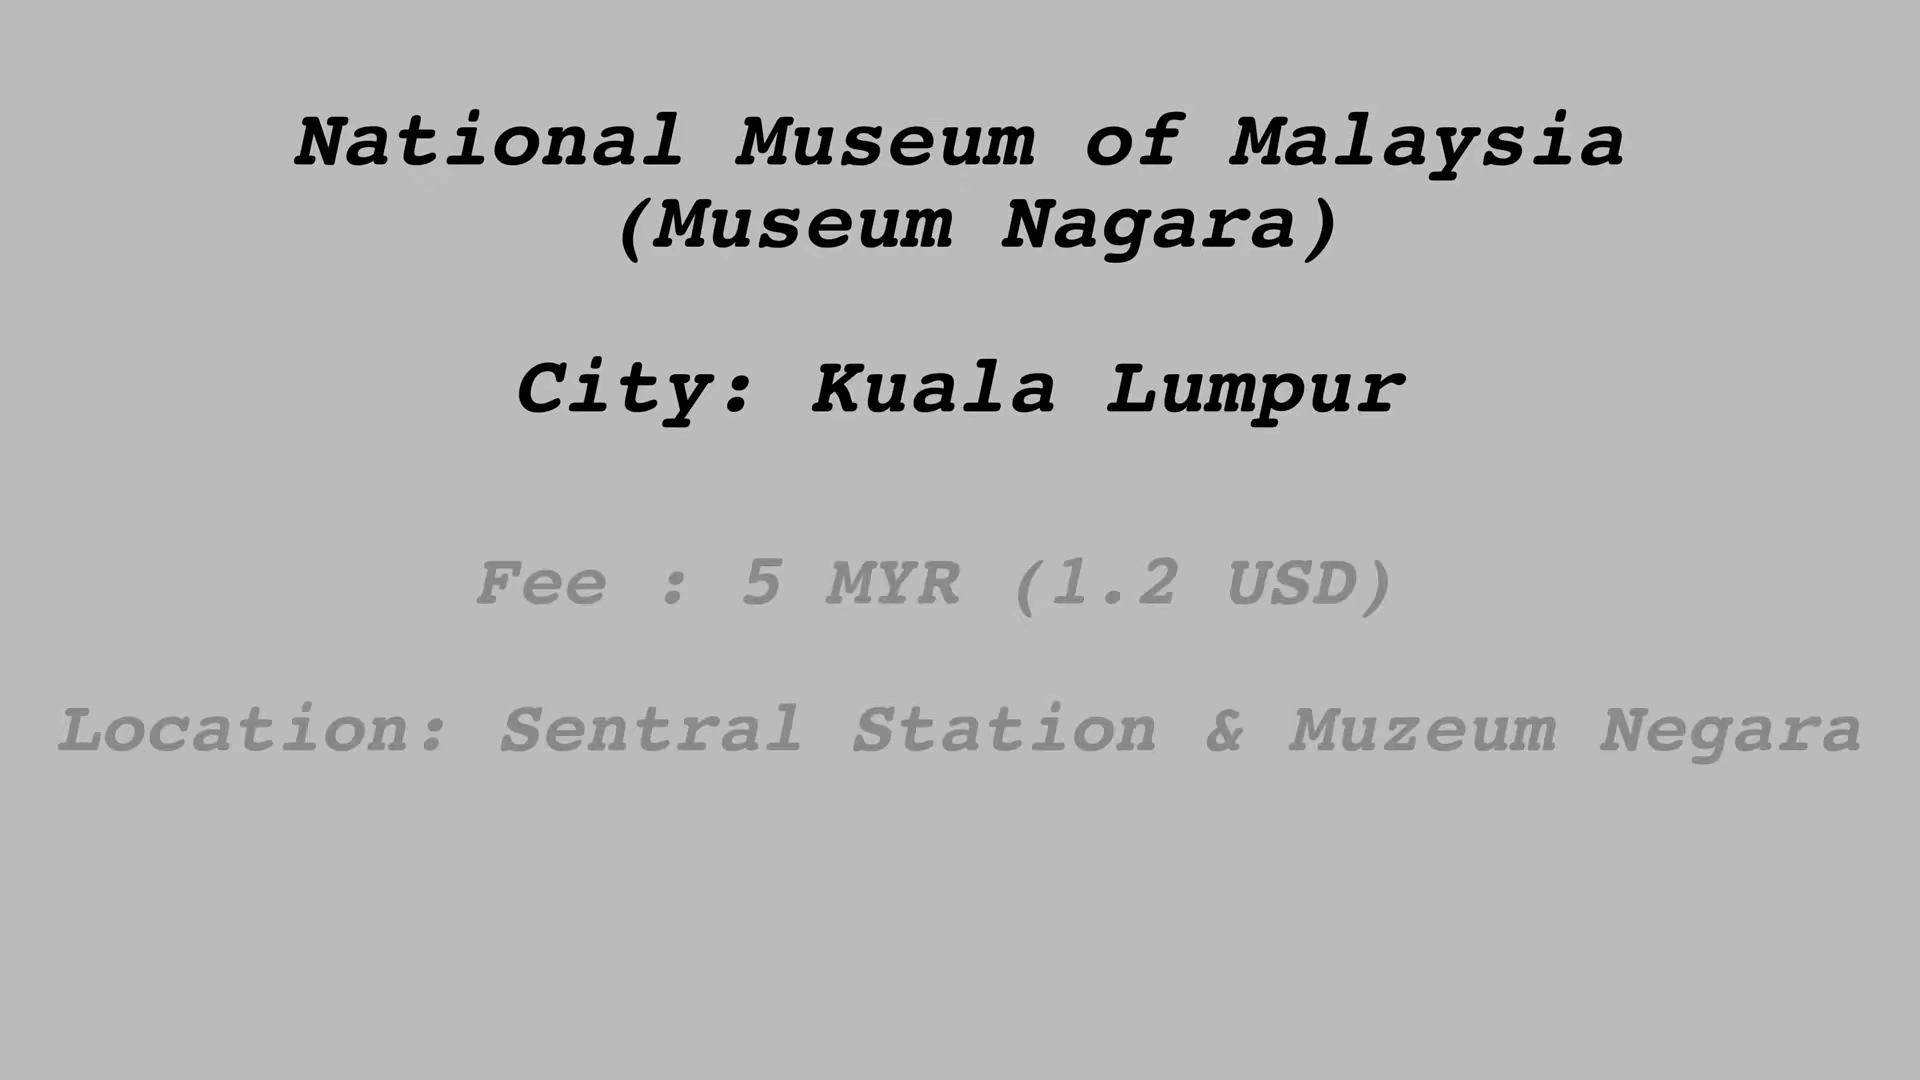 National Museum of Malaysia
(Museum Nagara)
City: Kuala Lumpur
Fee : 5 MYR (1.2 USD)
Location: Sentral Station & Muzeum Negara